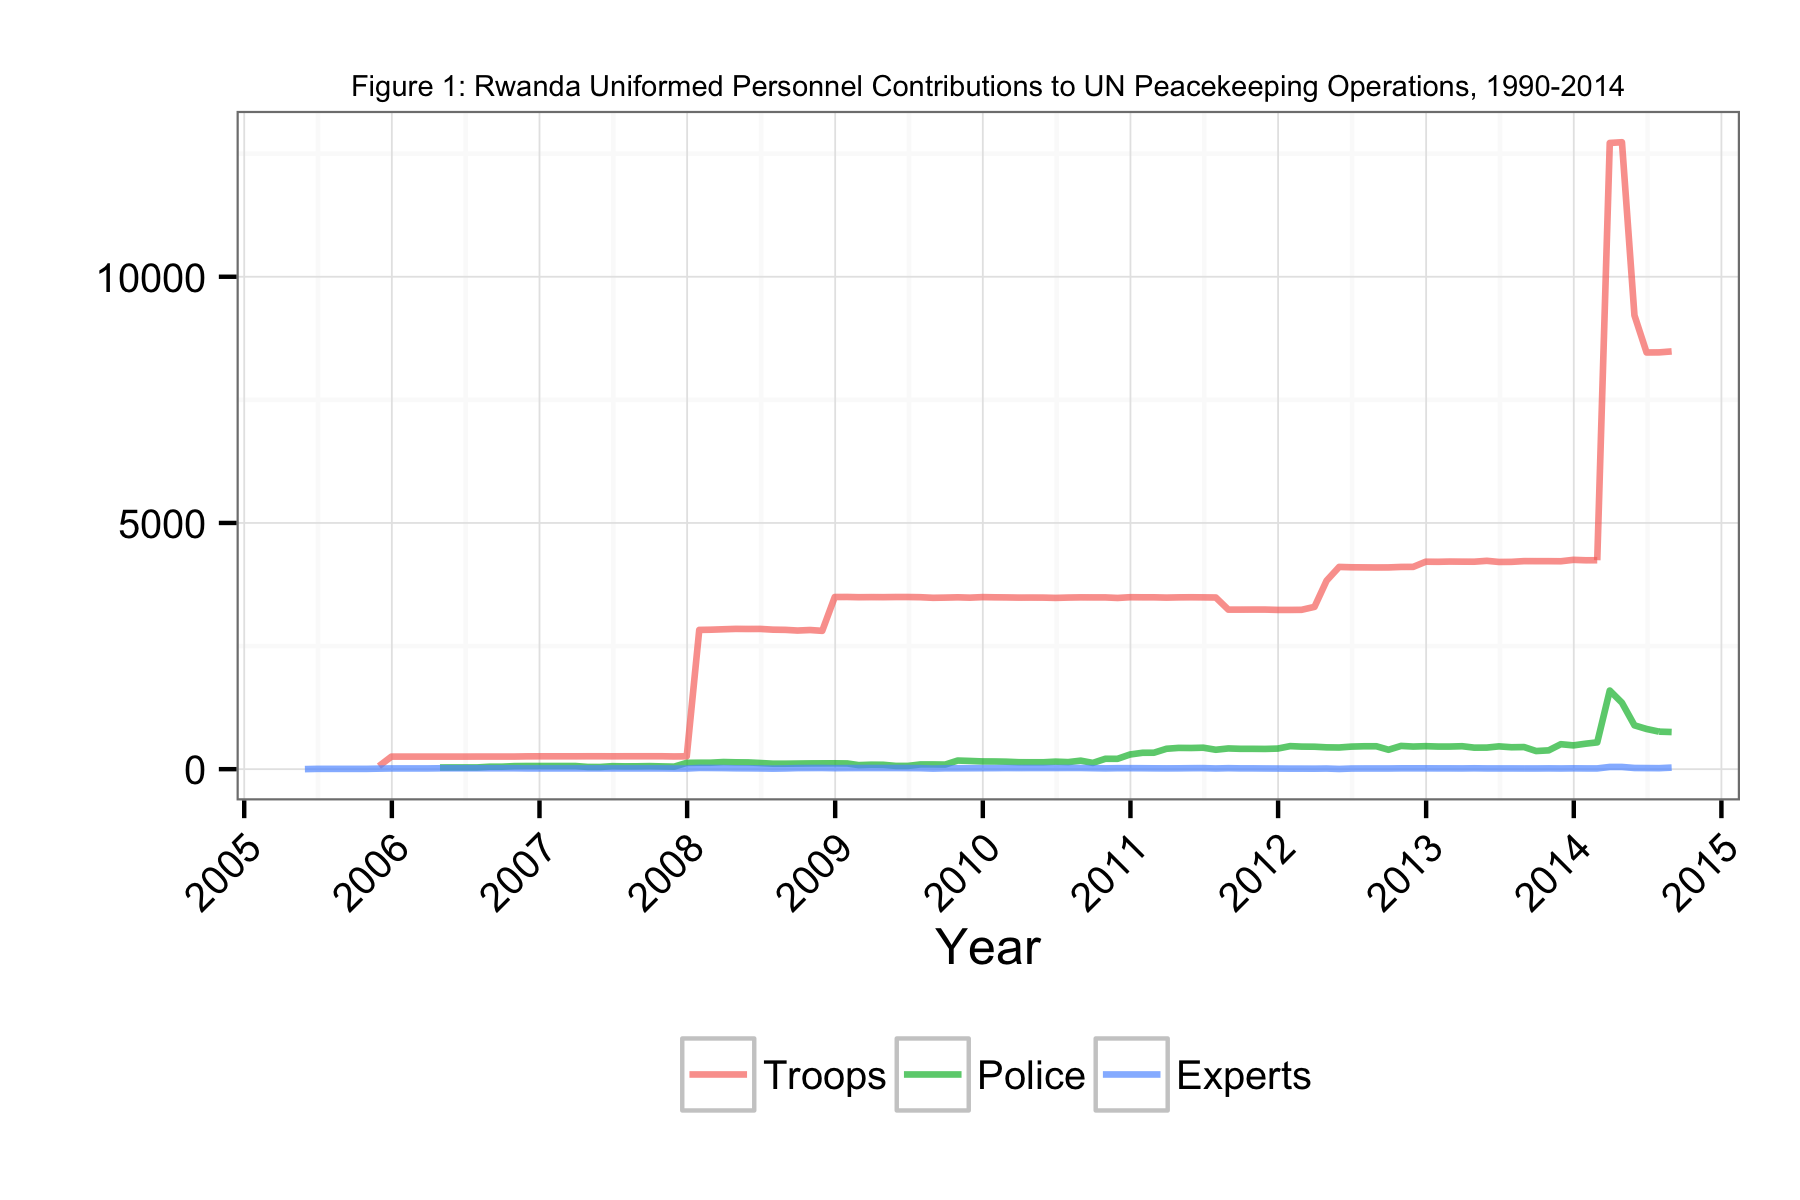 Figure 1: Rwanda Uniformed Personnel Contributions to UN Peacekeeping Operations, 1990-2014
10000
5000
0
2005 2006 2007 2008 2009 2010 2011 2012 2013 2014 2015
Year
Troops Police Experts